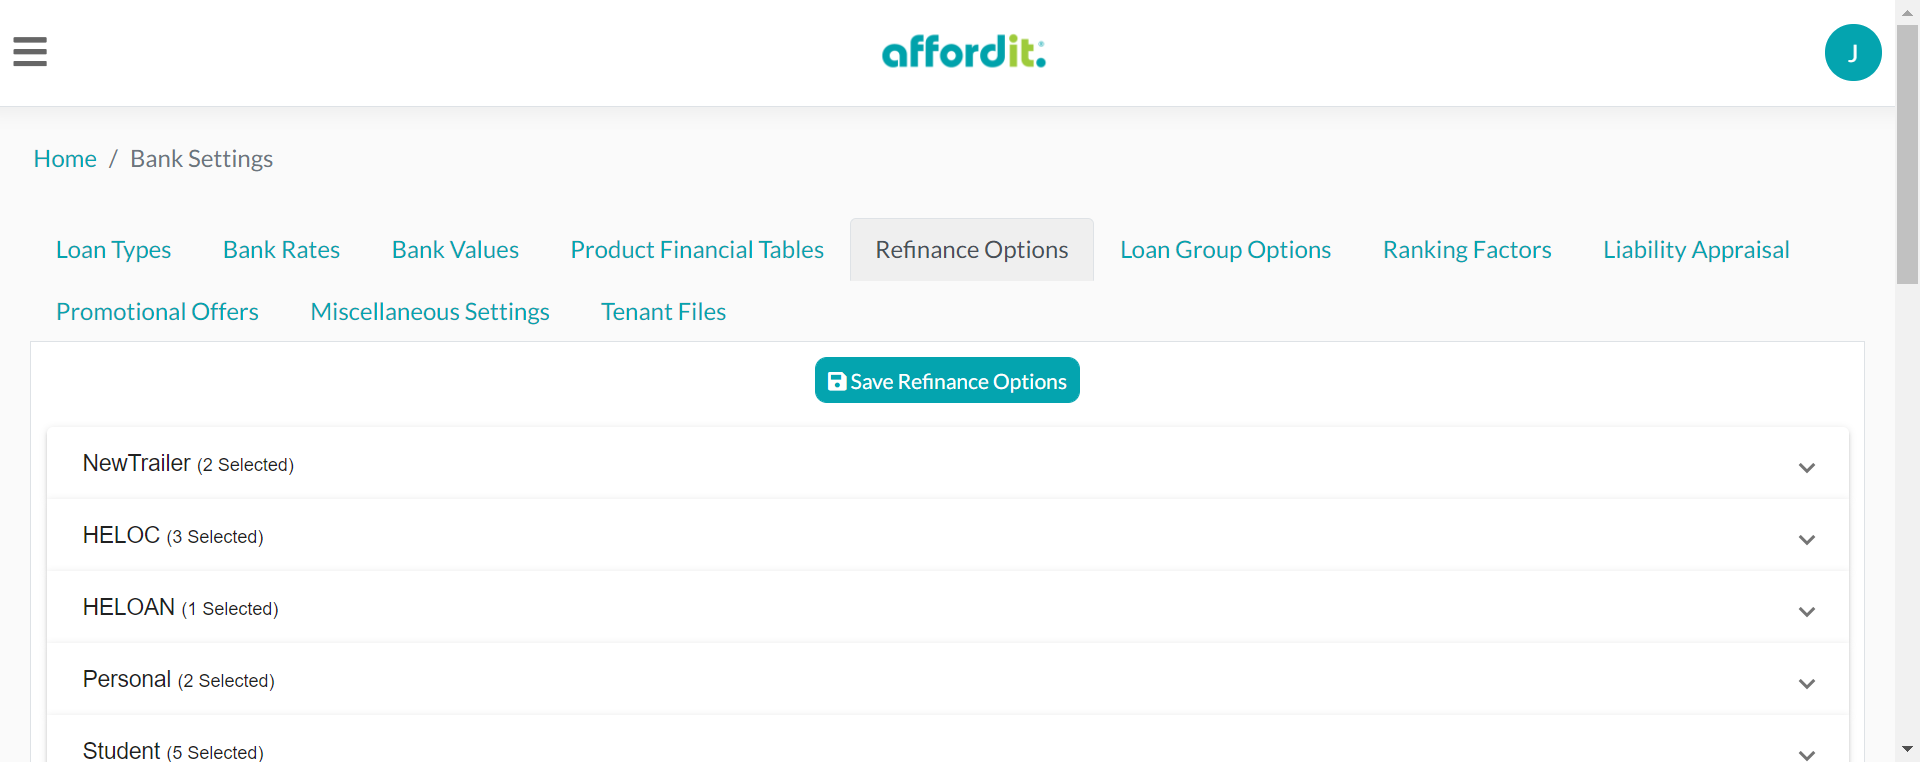 affordit:
J
Home / Bank Settings
Loan Types Bank Rates Bank Values Product Financial Tables Refinance Options Loan Group Options Ranking Factors Liability Appraisal
Promotional Offers Miscellaneous Settings Tenant Files
Save Refinance Options
NewTrailer (2 Selected)
HELOC (3 Selected)
HELOAN (1 Selected)
Personal (2 Selected)
Student (5 Selected)